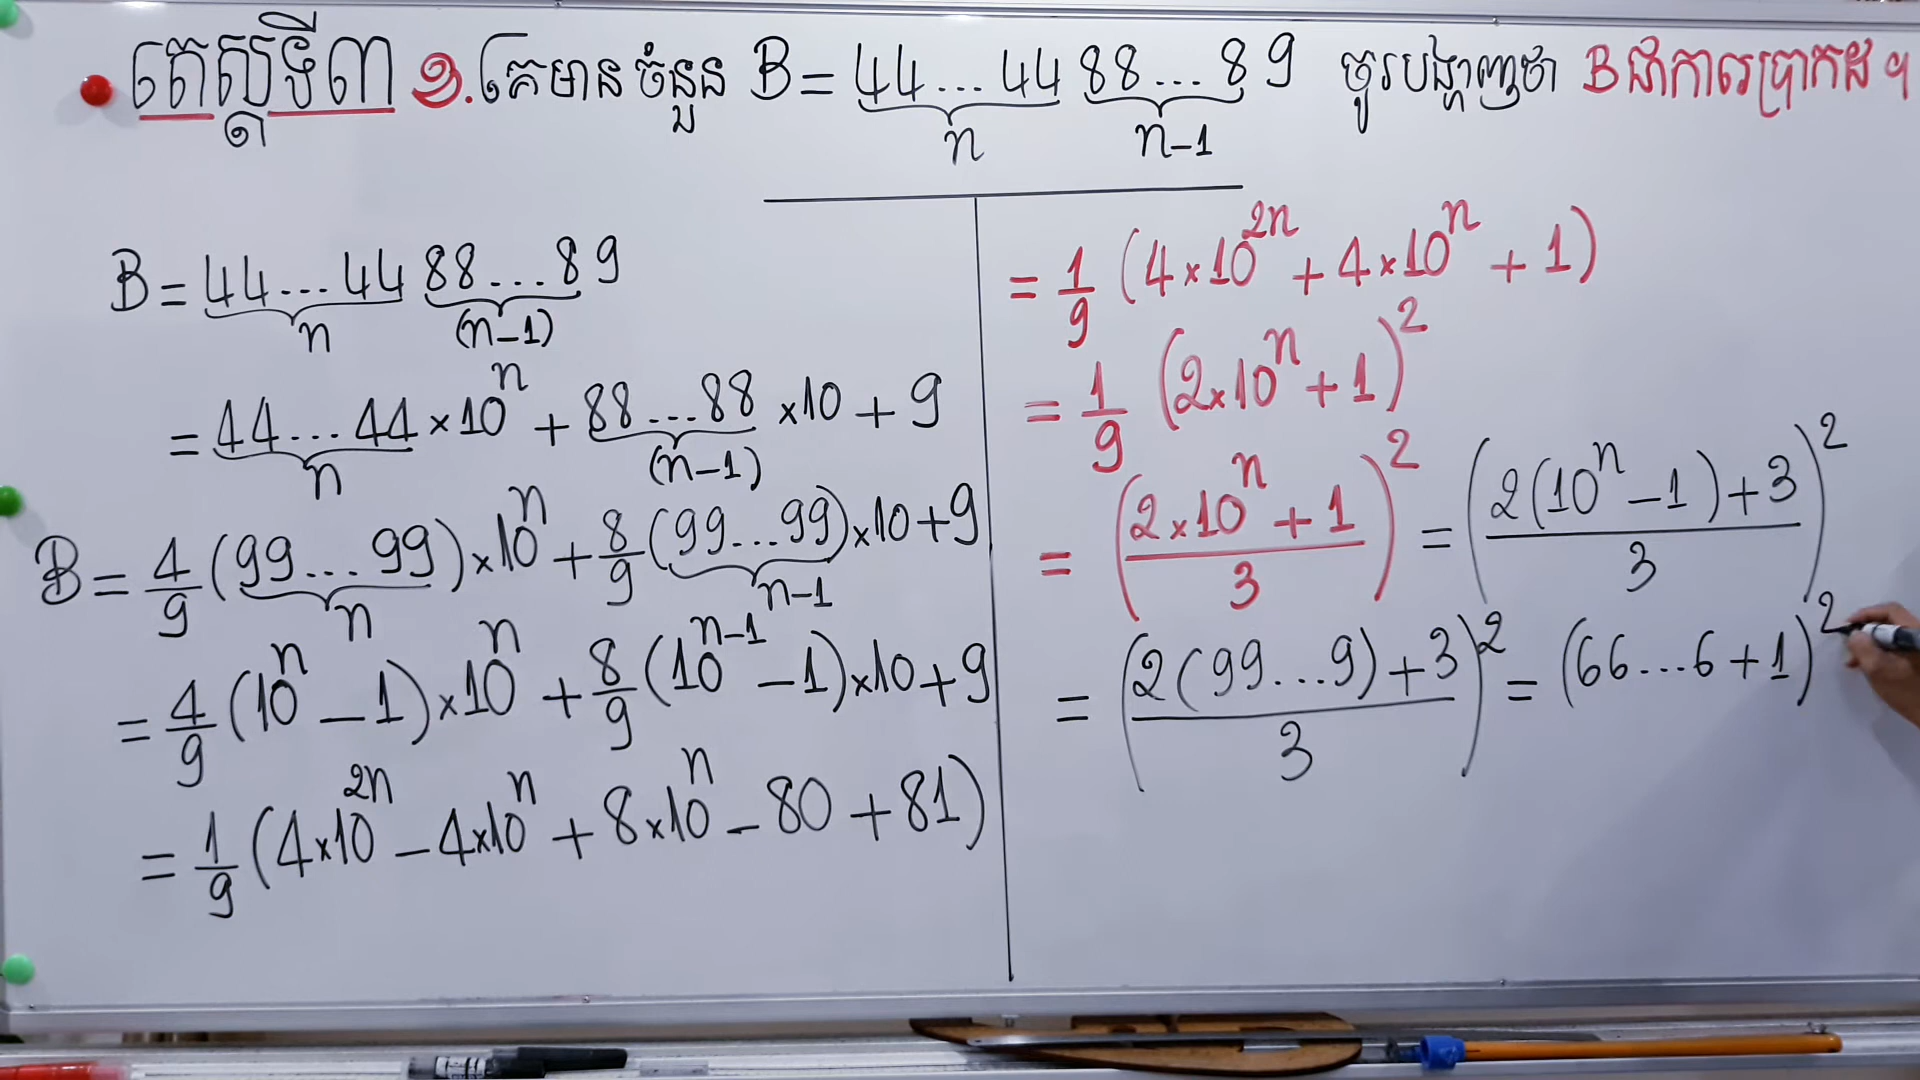 តេស្តទី៣ ១. គេមានចំនួន B = 44...44 88...8 9 ចូរបង្ហាញថា B ជាការេប្រាកដ ។
n n-1
B = 44...44 88...8 9
n (n-1)
= 44...44 × 10^n + 88...88 × 10 + 9
n (n-1)
B = 4/9 (99...99) × 10^n + 8/9 (99...99) × 10 + 9
n n-1
= 4/9 (10^n - 1) × 10^n + 8/9 (10^{n-1} - 1) × 10 + 9
= 1/9 (4×10^{2n} - 4×10^n + 8×10^n - 80 + 81)
= 1/9 (4×10^{2n} + 4×10^n + 1)
= 1/9 (2×10^n + 1)^2
= ((2×10^n + 1)/3)^2 = ((2(10^n - 1) + 3)/3)^2
= ((2(99...9) + 3)/3)^2 = (66...6 + 1)^2